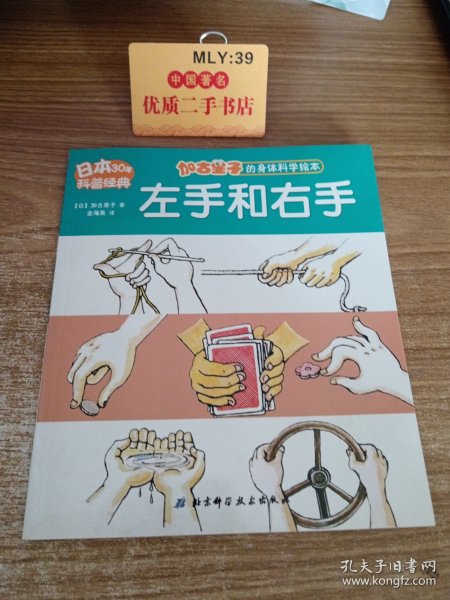 MLY:39
中国著名
优质二手书店
日本30年
科普经典
加古里子的身体科学绘本
【日】加古里子 著
金海英 译
左手和右手
北京科学技术出版社
孔夫子旧书网
www.kongfz.com